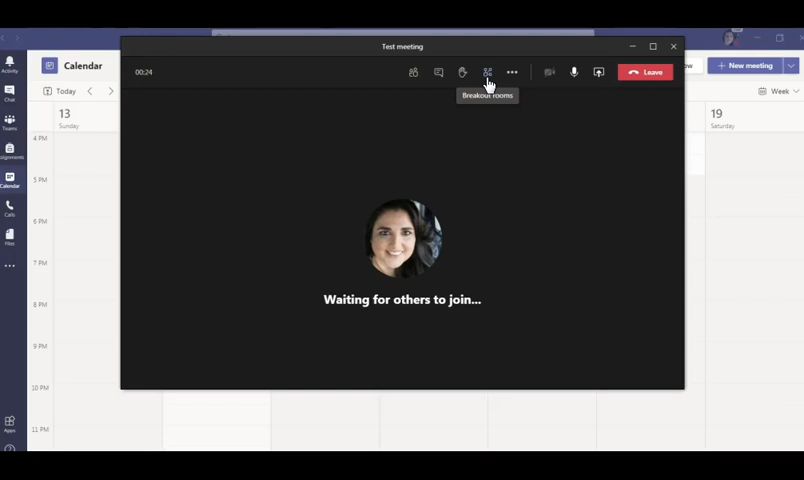 Test meeting
Activity
Calendar
00:24
Leave
New meeting
Chat
Today
Breakout rooms
Week
Teams
13
Sunday
19
Saturday
4 PM
Calendar
5 PM
Calls
6 PM
Files
7 PM
Waiting for others to join...
8 PM
9 PM
10 PM
Apps
11 PM